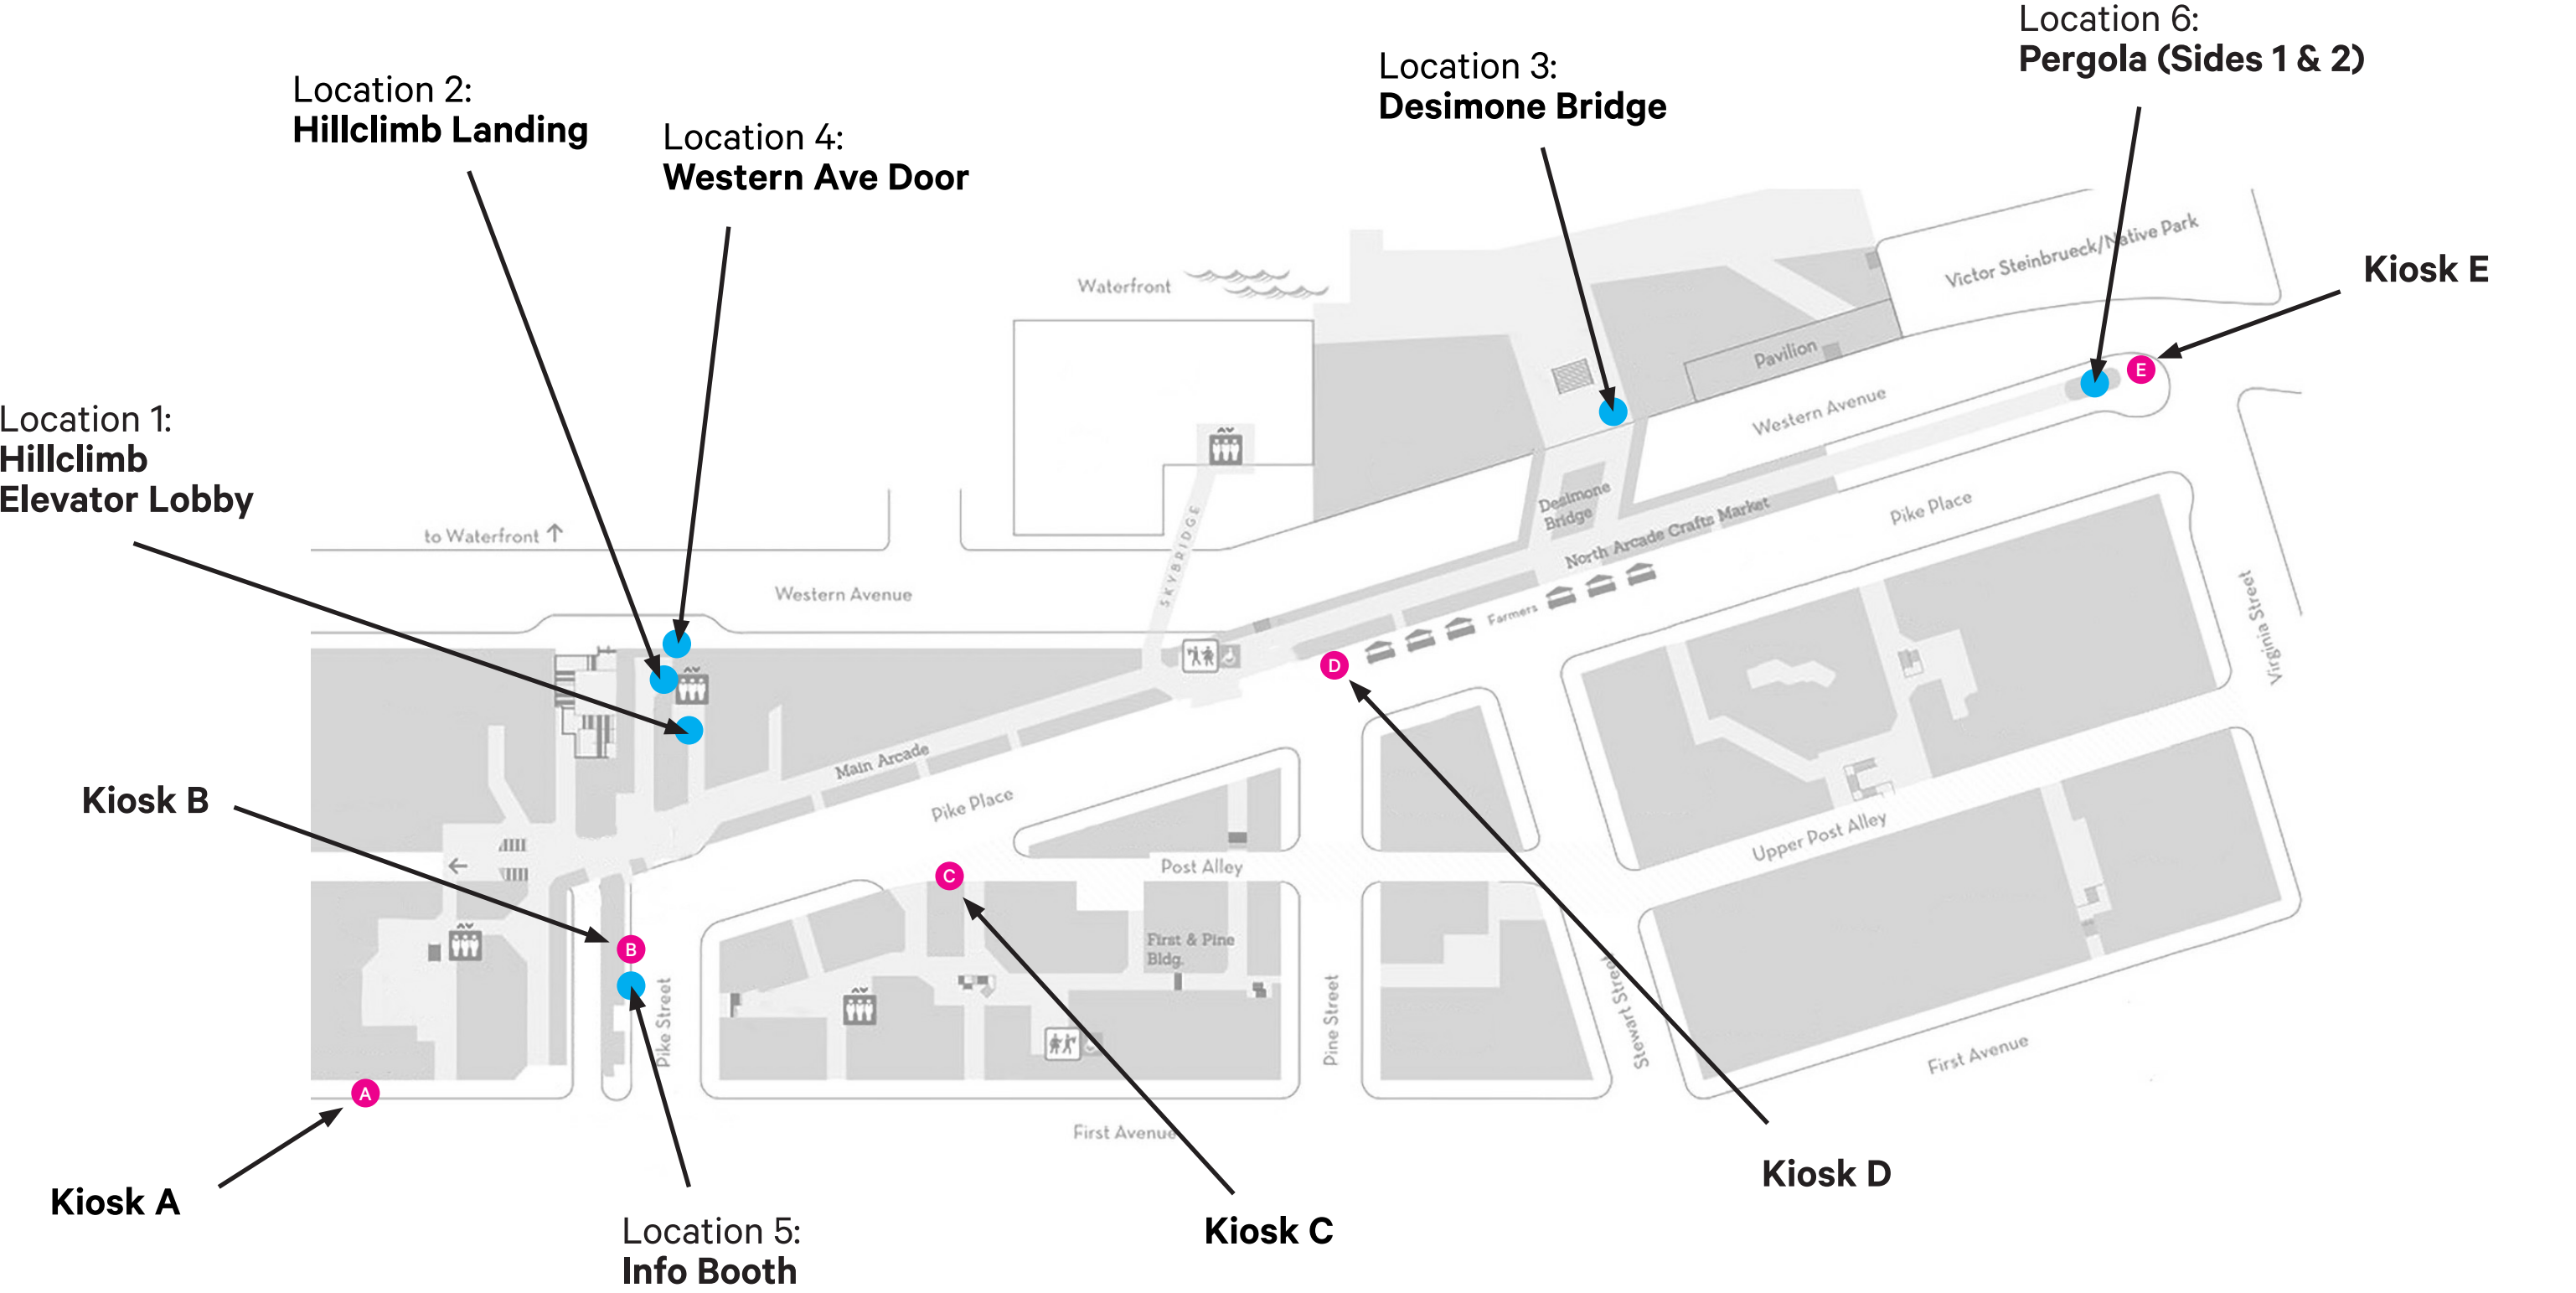 Location 6:
Pergola (Sides 1 & 2)
Location 3:
Desimone Bridge
Location 2:
Hillclimb Landing
Location 4:
Western Ave Door
Victor Steinbrueck/Native Park
Kiosk E
Waterfront
E
Pavilion
Western Avenue
Location 1:
Hillclimb
Elevator Lobby
Desimone
Bridge
North Arcade Crafts Market
Pike Place
to Waterfront ↑
SKYBRIDGE
Western Avenue
Farmers
Virginia Street
D
Main Arcade
Kiosk B
Pike Place
Upper Post Alley
←
Post Alley
C
B
First & Pine
Bldg.
Pike Street
Pine Street
Stewart Street
First Avenue
A
First Avenue
Kiosk D
Kiosk A
Location 5:
Info Booth
Kiosk C